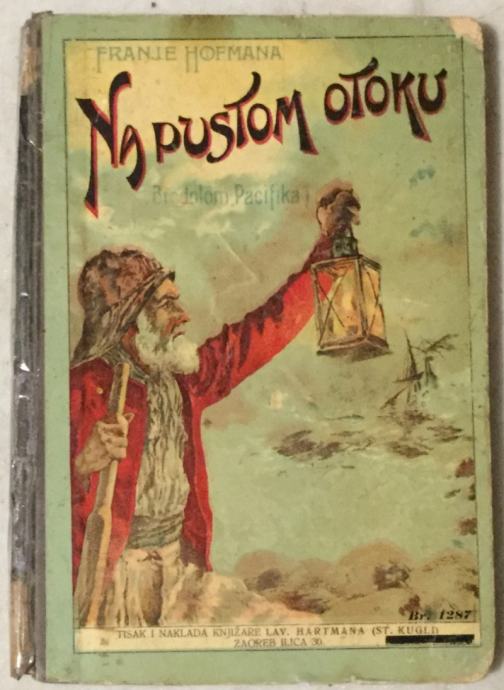 FRANJE HOFMANA
NA PUSTOM OTOKU
Brodolom Pacifika
Br. 1287
TISAK I NAKLADA KNJIŽARE LAV. HARTMANA (ST. KUGLI)
ZAGREB ILICA 30.